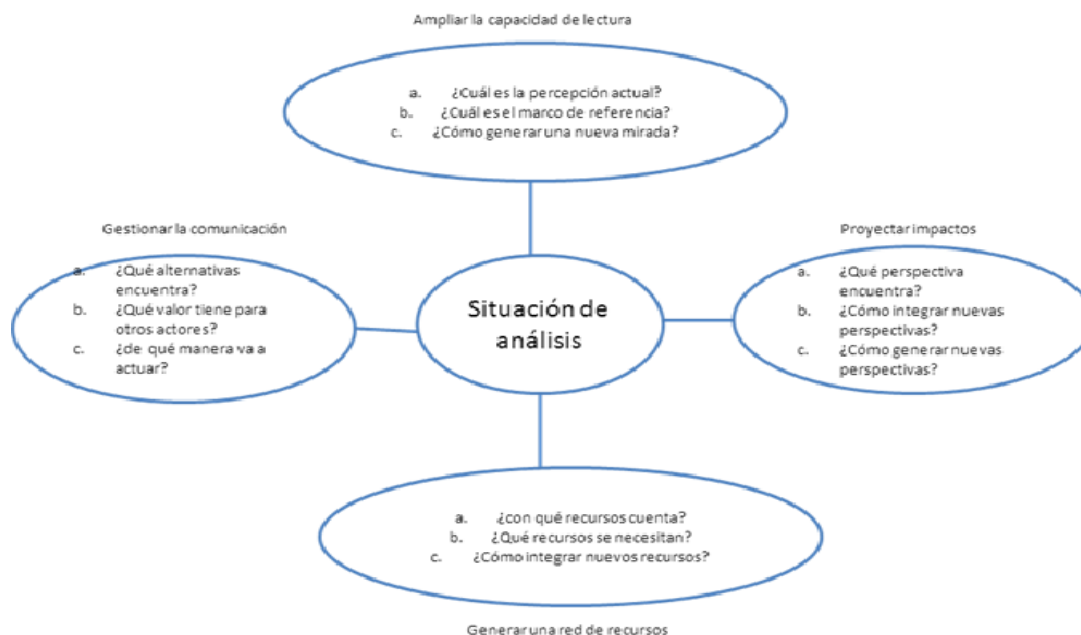 Ampliar la capacidad de lectura
a. ¿Cuál es la percepción actual?
b. ¿Cuál es el marco de referencia?
c. ¿Cómo generar una nueva mirada?
Gestionar la comunicación
a. ¿Qué alternativas
encuentra?
b. ¿Qué valor tiene para
otros actores?
c. ¿de qué manera va a
actuar?
Situación de
análisis
Proyectar impactos
a. ¿Qué perspectiva
encuentra?
b. ¿Cómo integrar nuevas
perspectivas?
c. ¿Cómo generar nuevas
perspectivas?
a. ¿con qué recursos cuenta?
b. ¿Qué recursos se necesitan?
c. ¿Cómo integrar nuevos recursos?
Generar una red de recursos